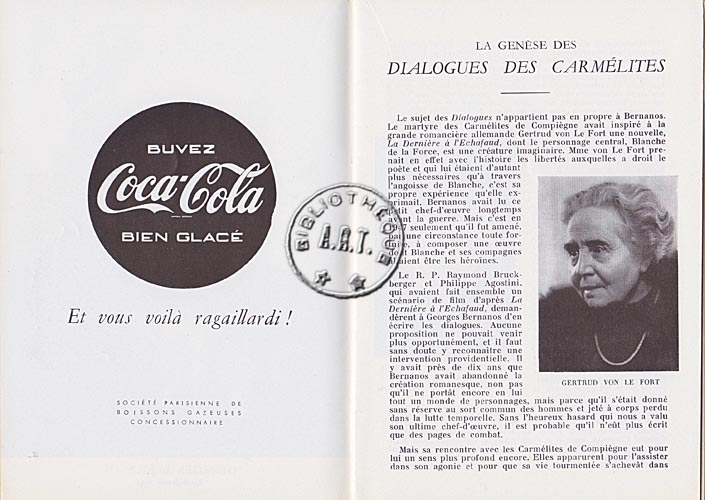 BUVEZ
Coca-Cola
BIEN GLACÉ
Et vous voilà ragaillardi !
SOCIÉTÉ PARISIENNE DE
BOISSONS GAZEUSES
CONCESSIONNAIRE
BIBLIOTHÈQUE
A.R.T.
LA GENÈSE DES
DIALOGUES DES CARMÉLITES
Le sujet des Dialogues n'appartient pas en propre à Bernanos.
Le martyre des Carmélites de Compiègne avait inspiré à la
grande romancière allemande Gertrud von Le Fort une nouvelle,
La Dernière à l'Echafaud, dont le personnage central, Blanche
de la Force, est une créature imaginaire. Mme von Le Fort pre-
nait en effet avec l'histoire les libertés auxquelles a droit le
poète et qui lui étaient d'autant
plus nécessaires qu'à travers
l'angoisse de Blanche, c'est sa
propre expérience qu'elle ex-
primait. Bernanos avait lu ce
petit chef-d'œuvre longtemps
avant la guerre. Mais c'est en
seulement qu'il fut amené,
par une circonstance toute for-
tuite, à composer une œuvre
dont Blanche et ses compagnes
étaient être les héroïnes.
Le R. P. Raymond Bruck-
berger et Philippe Agostini,
qui avaient fait ensemble un
scénario de film d'après La
Dernière à l'Echafaud, deman-
dèrent à Georges Bernanos d'en
écrire les dialogues. Aucune
proposition ne pouvait venir
plus opportunément, et il faut
sans doute y reconnaître une
intervention providentielle. Il
y avait près de dix ans que
Bernanos avait abandonné la
création romanesque, non pas
qu'il ne portât encore en lui
tout un monde de personnages, mais parce qu'il s'était donné
sans réserve au sort commun des hommes et jeté à corps perdu
dans la lutte temporelle. Sans l'heureux hasard qui nous a valu
son ultime chef-d'œuvre, il est probable qu'il n'eût plus écrit
que des pages de combat.
Mais sa rencontre avec les Carmélites de Compiègne eut pour
lui un sens plus profond encore. Elles apparurent pour l'assister
dans son agonie et pour que sa vie tourmentée s'achevât dans
GERTRUD VON LE FORT